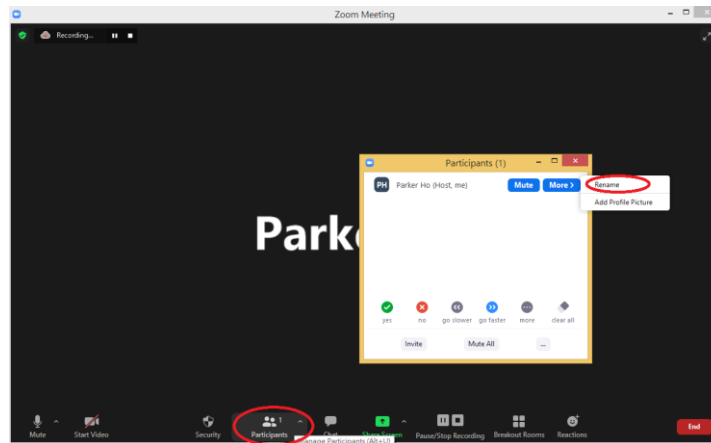 Zoom Meeting
Recording...
Participants (1)
PH Parker Ho (Host, me) Mute More >
Rename
Add Profile Picture
Park
yes no go slower go faster more clear all
Invite Mute All ...
1
Mute Start Video Security Participants Chat Share Screen Pause/Stop Recording Breakout Rooms Reactions End
Manage Participants (Alt+U)